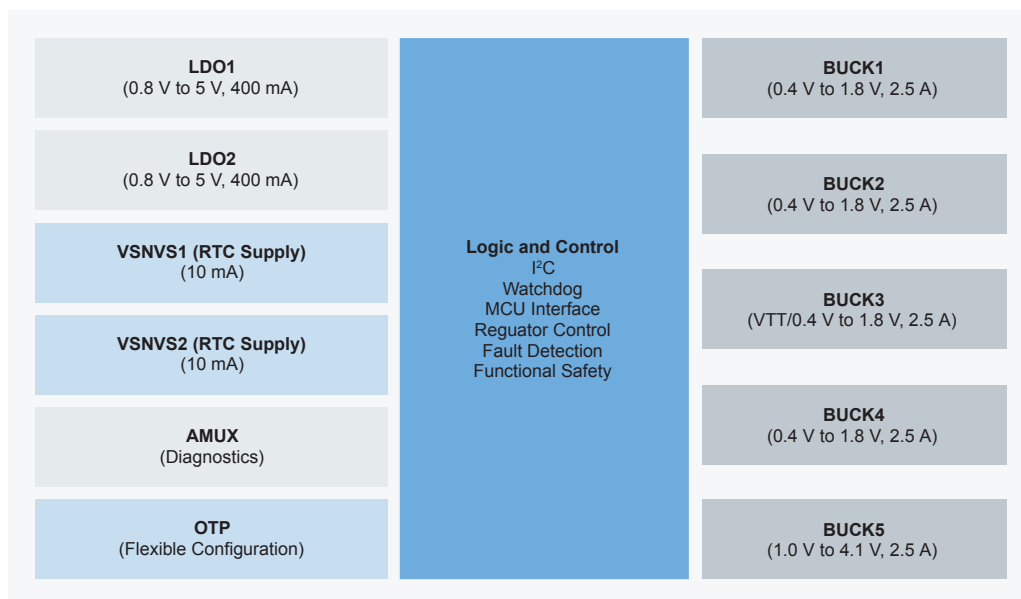 LDO1
(0.8 V to 5 V, 400 mA)
LDO2
(0.8 V to 5 V, 400 mA)
VSNVS1 (RTC Supply)
(10 mA)
VSNVS2 (RTC Supply)
(10 mA)
AMUX
(Diagnostics)
OTP
(Flexible Configuration)
Logic and Control
I²C
Watchdog
MCU Interface
Reguator Control
Fault Detection
Functional Safety
BUCK1
(0.4 V to 1.8 V, 2.5 A)
BUCK2
(0.4 V to 1.8 V, 2.5 A)
BUCK3
(VTT/0.4 V to 1.8 V, 2.5 A)
BUCK4
(0.4 V to 1.8 V, 2.5 A)
BUCK5
(1.0 V to 4.1 V, 2.5 A)